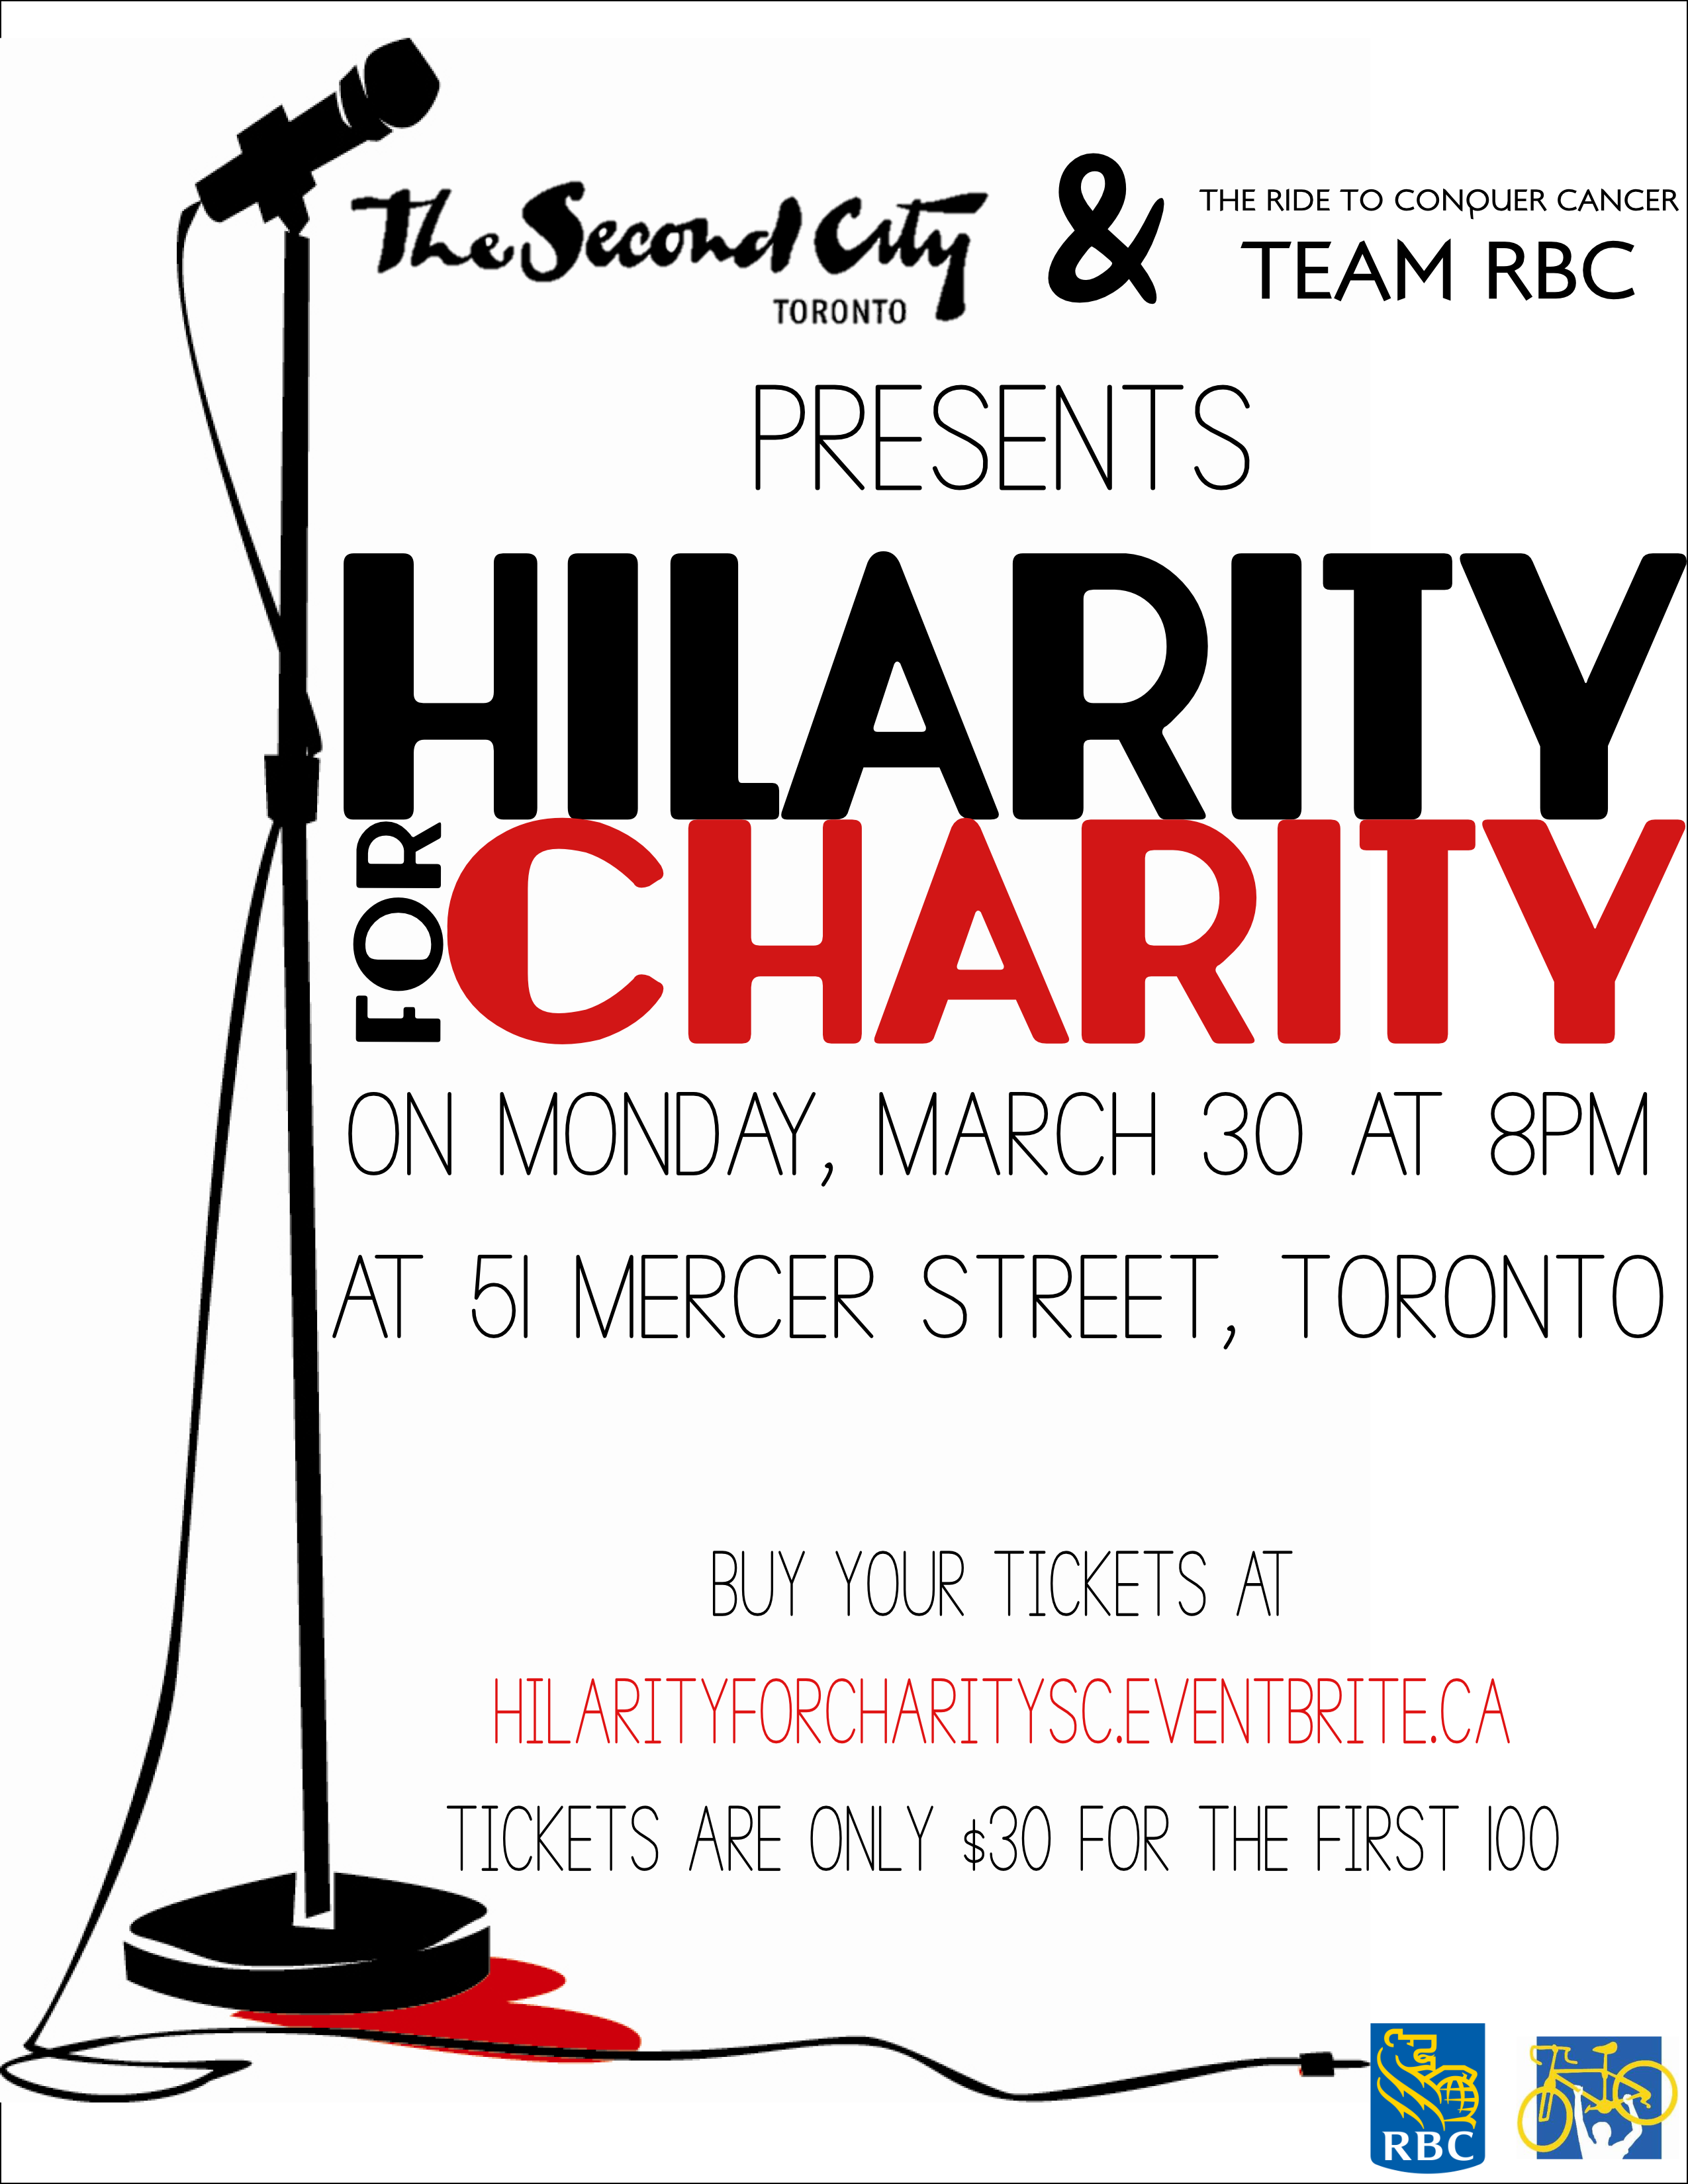 The Second City
TORONTO
&
THE RIDE TO CONQUER CANCER
TEAM RBC
PRESENTS
HILARITY
FOR
CHARITY
ON MONDAY, MARCH 30 AT 8PM
AT 51 MERCER STREET, TORONTO
BUY YOUR TICKETS AT
HILARITYFORCHARITYSC.EVENTBRITE.CA
TICKETS ARE ONLY $30 FOR THE FIRST 100
RBC